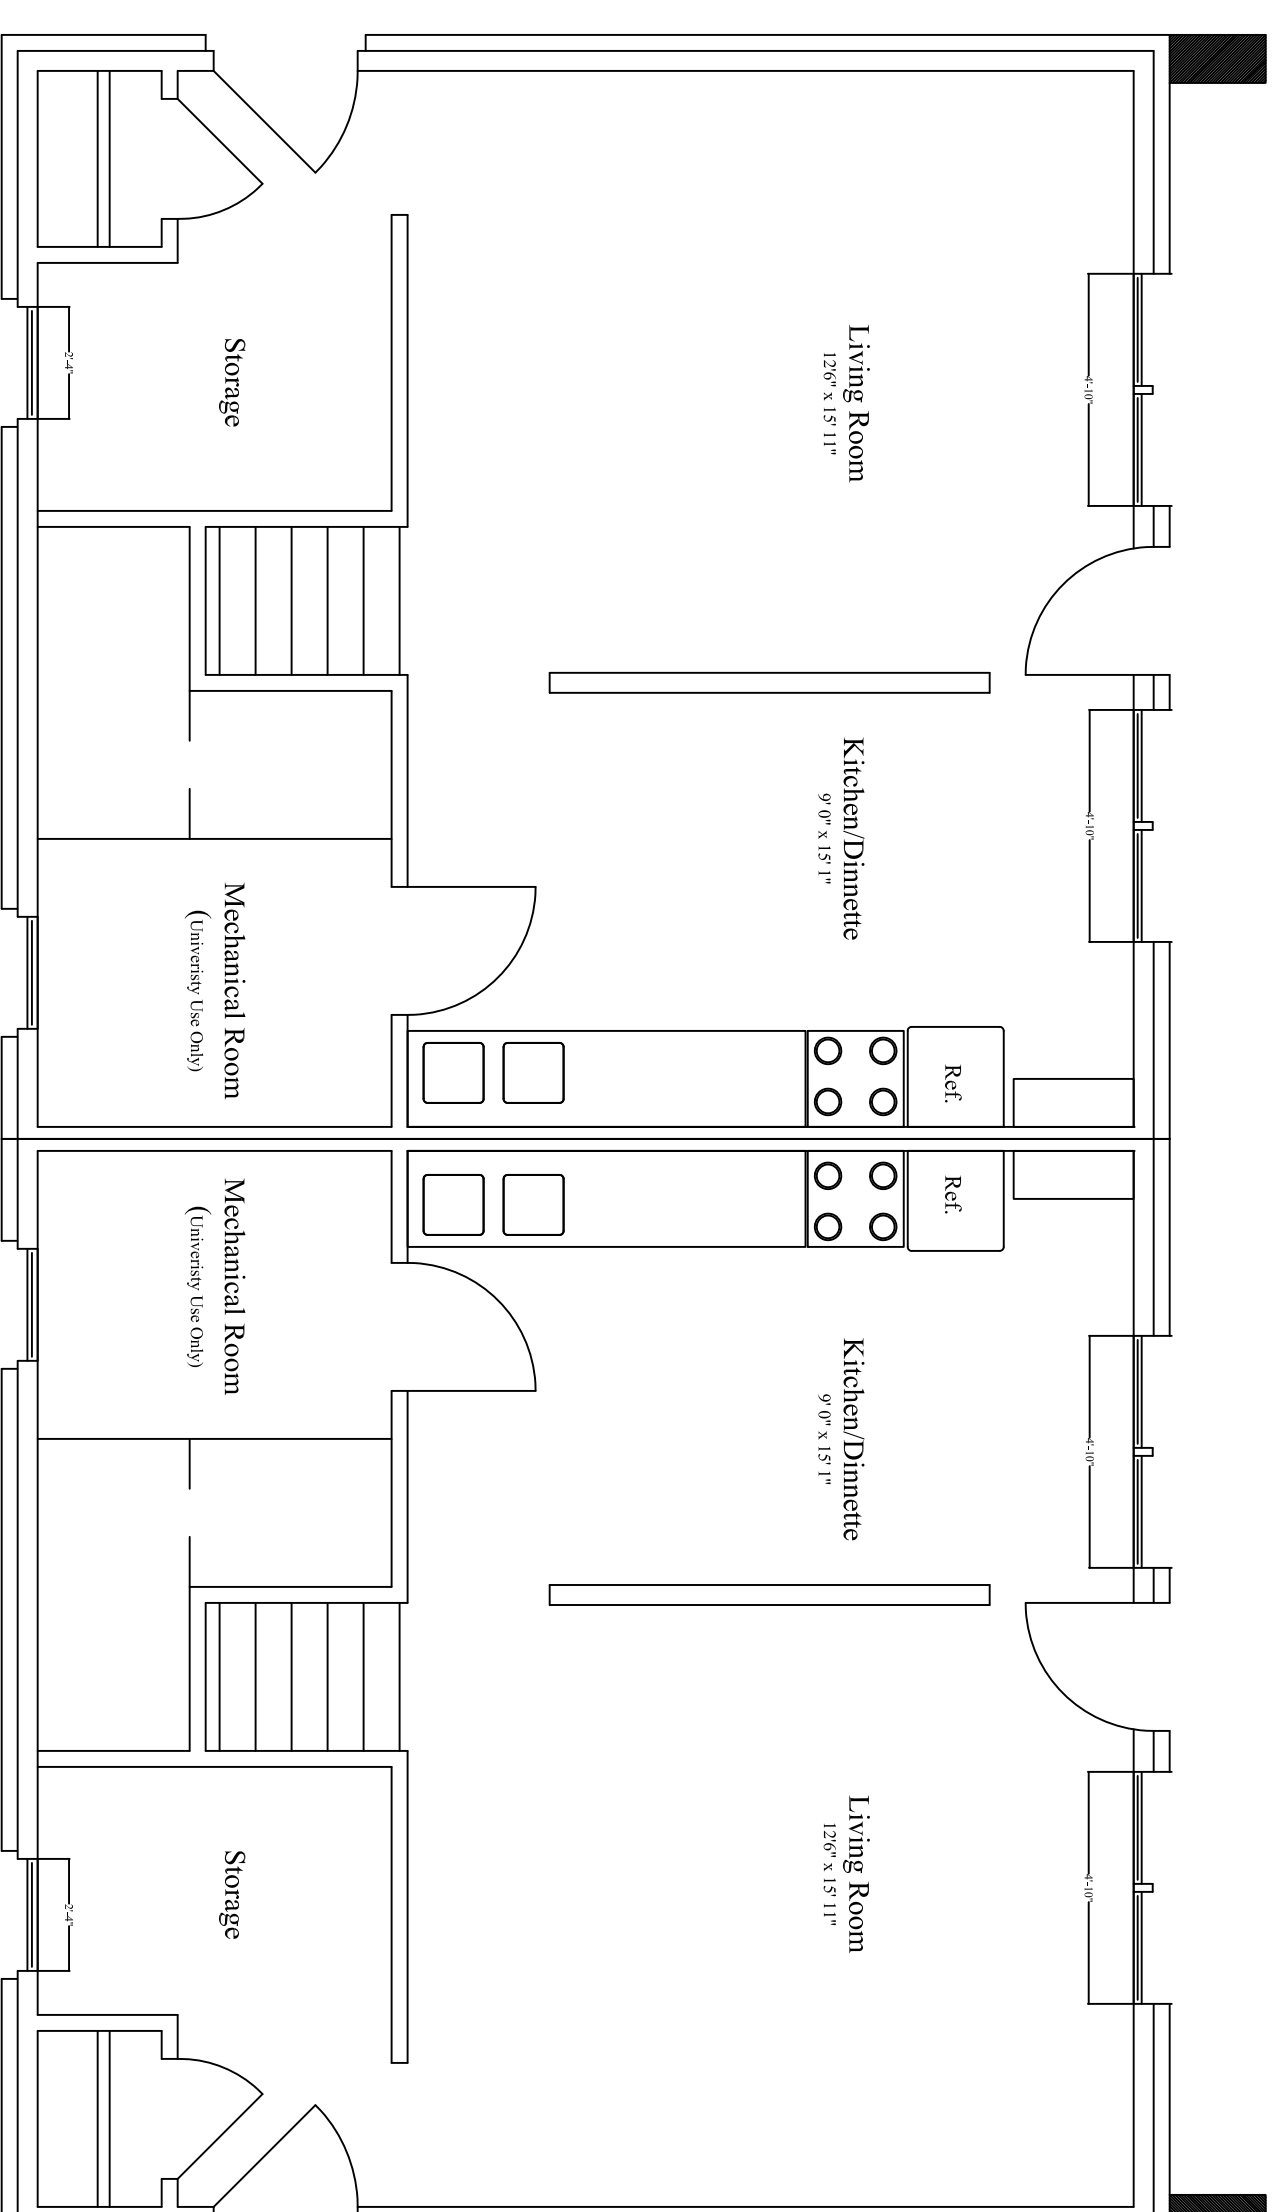 Living Room
12'6" x 15' 11"
4'-10"
Storage
2'-4"
Kitchen/Dinnette
9' 0" x 15' 1"
4'-10"
Mechanical Room
(Univeristy Use Only)
Ref.
Ref.
Mechanical Room
(Univeristy Use Only)
Kitchen/Dinnette
9' 0" x 15' 1"
4'-10"
Living Room
12'6" x 15' 11"
4'-10"
Storage
2'-4"